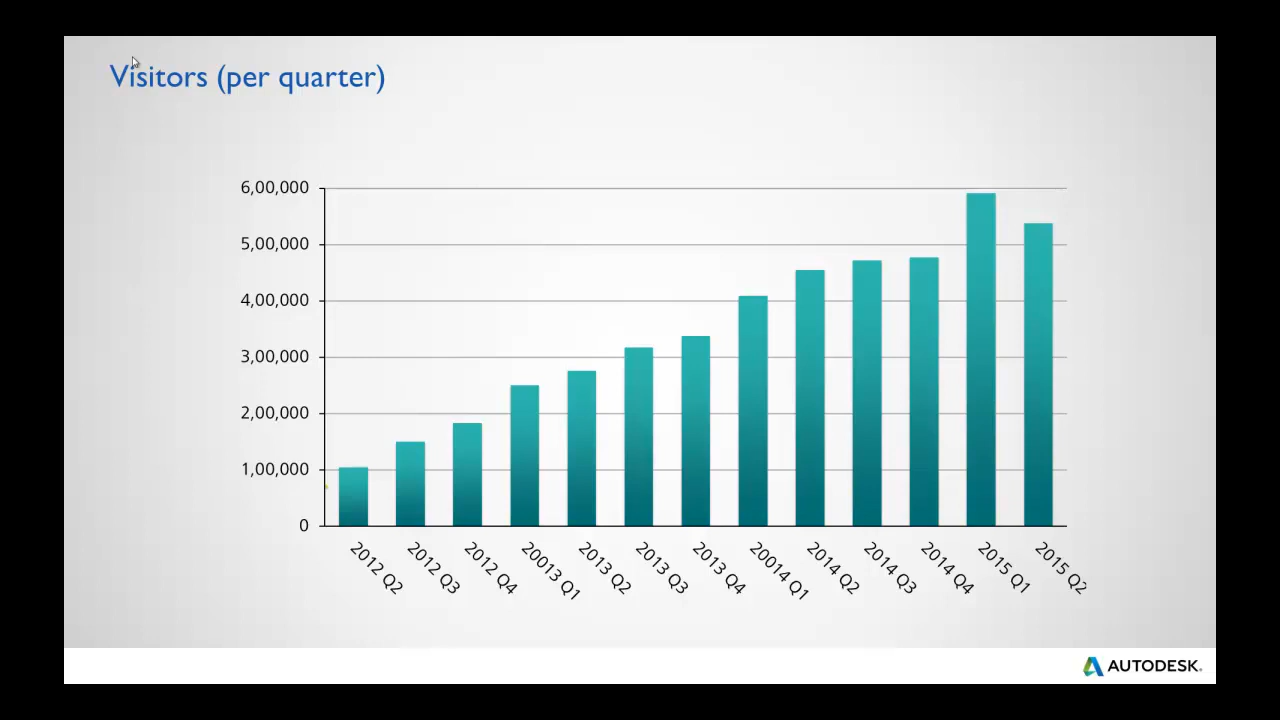 Visitors (per quarter)
6,00,000
5,00,000
4,00,000
3,00,000
2,00,000
1,00,000
0
2012 Q2
2012 Q3
2012 Q4
20013 Q1
2013 Q2
2013 Q3
2013 Q4
20014 Q1
2014 Q2
2014 Q3
2014 Q4
2015 Q1
2015 Q2
AUTODESK.